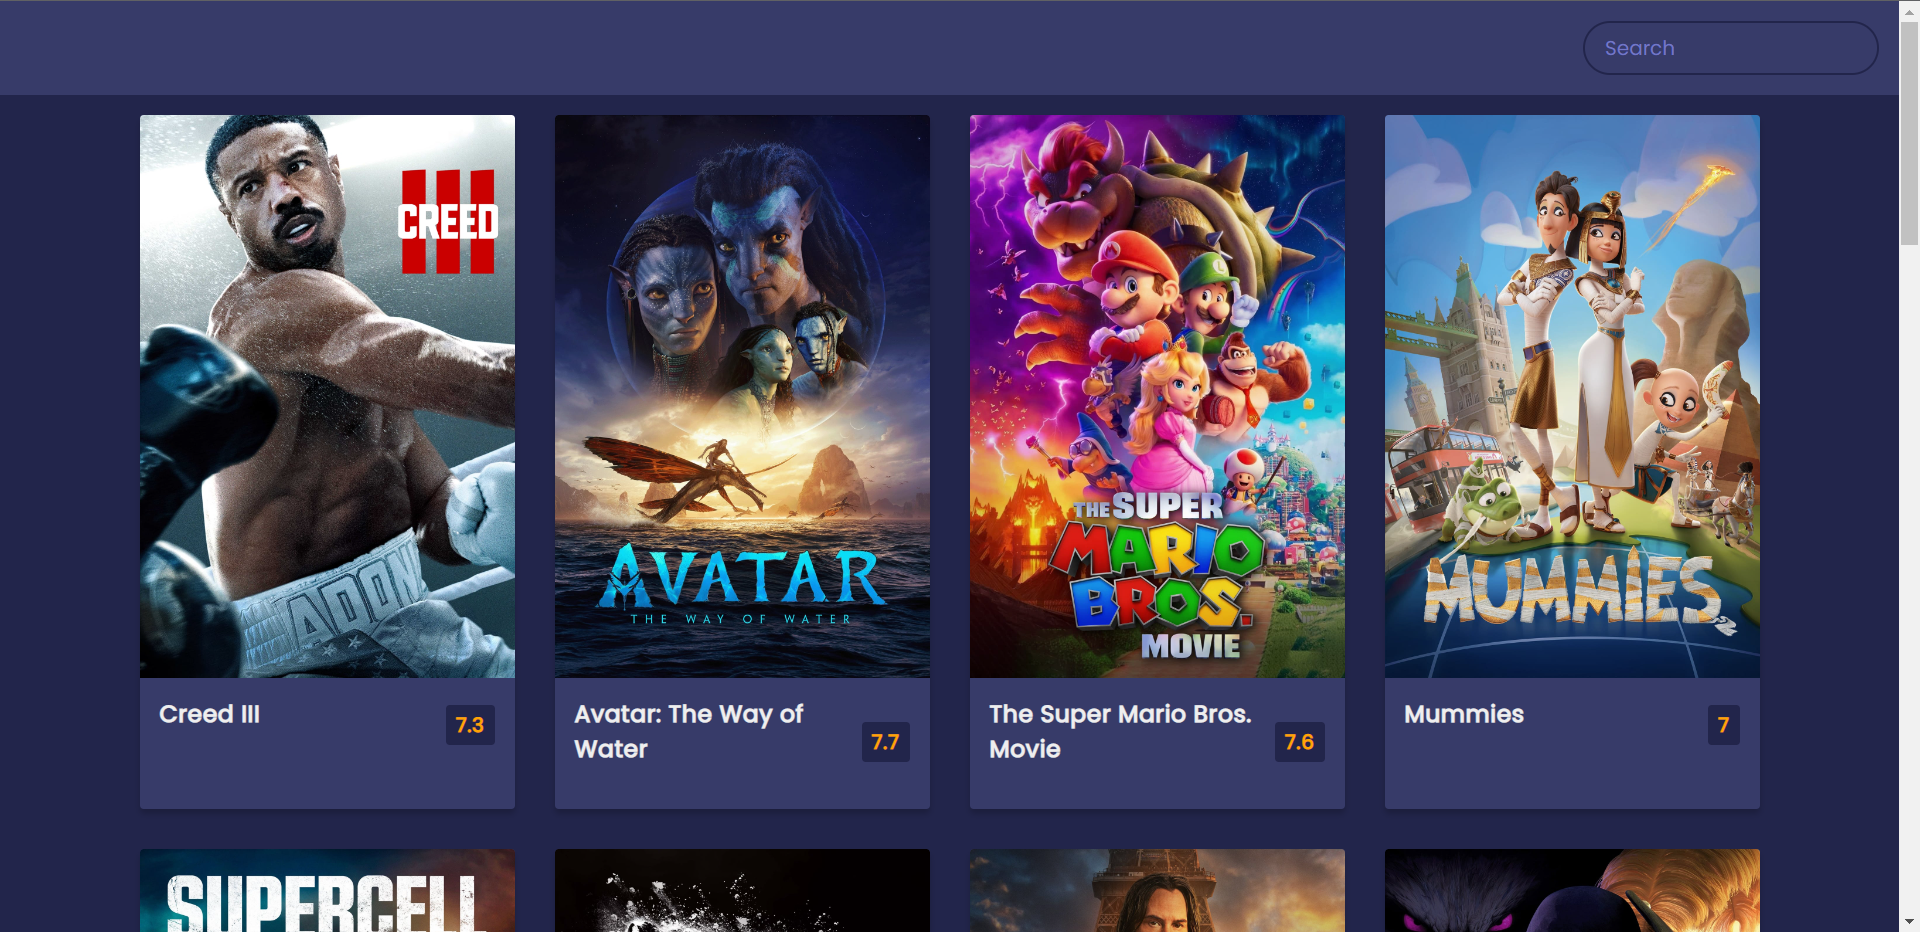 Search
CREED
ADON
AVATAR
THE WAY OF WATER
THE SUPER
MARIO
BROS.
MOVIE
MUMMIES
Creed III
7.3
Avatar: The Way of
Water
7.7
The Super Mario Bros.
Movie
7.6
Mummies
7
SUPERCELL